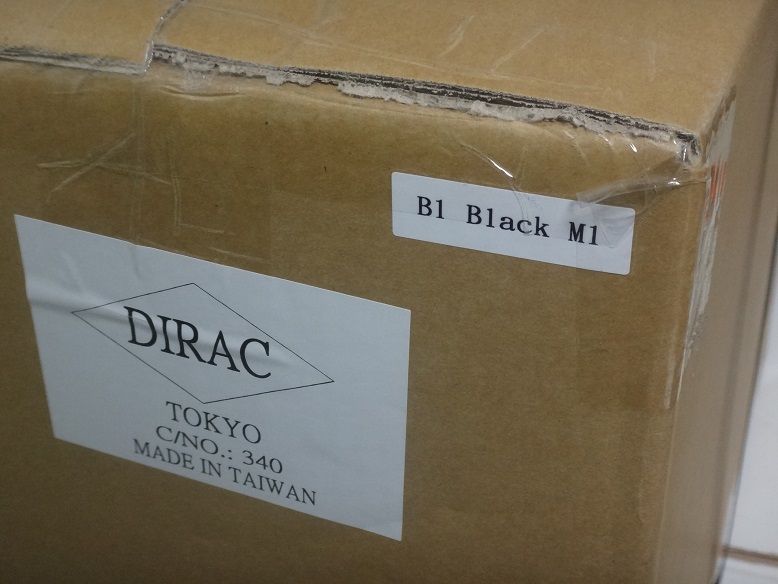 B1 Black M1
DIRAC
TOKYO
C/NO.: 340
MADE IN TAIWAN